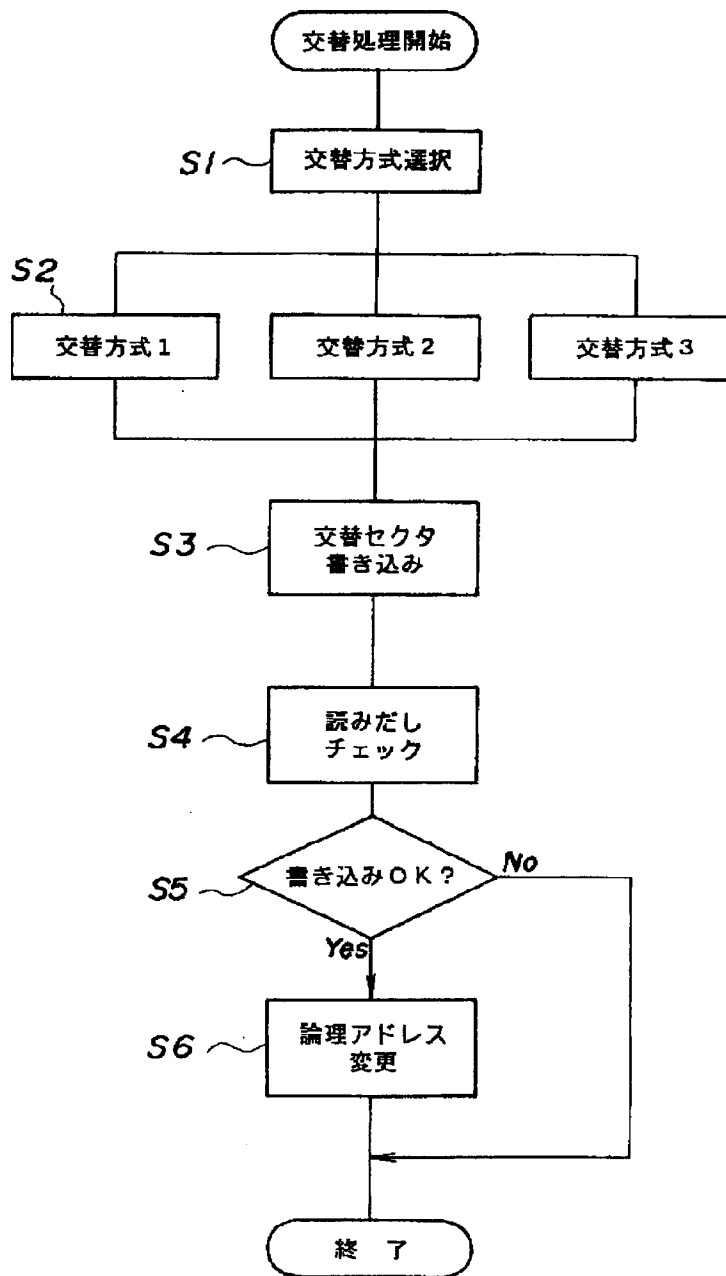 交替処理開始
S1
交替方式選択
S2
交替方式1
交替方式2
交替方式3
S3
交替セクタ
書き込み
S4
読みだし
チェック
S5
書き込みOK?
No
Yes
S6
論理アドレス
変更
終了